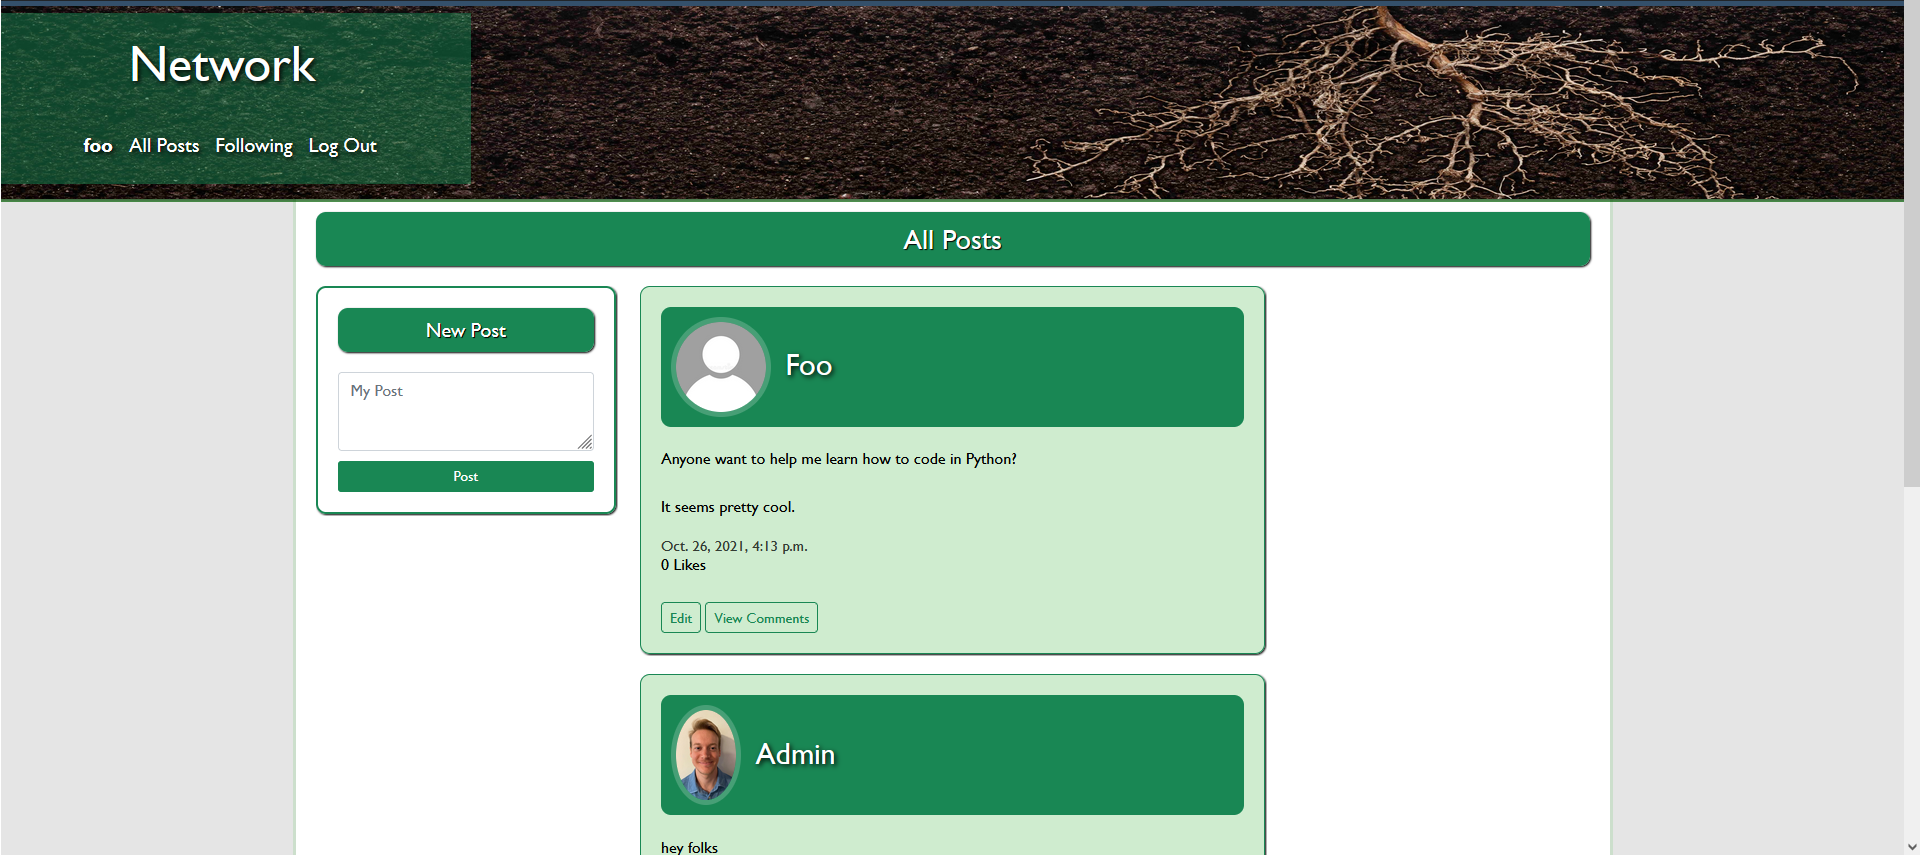 Network
foo All Posts Following Log Out
All Posts
New Post
My Post
Post
Foo
Anyone want to help me learn how to code in Python?
It seems pretty cool.
Oct. 26, 2021, 4:13 p.m.
0 Likes
Edit View Comments
Admin
hey folks